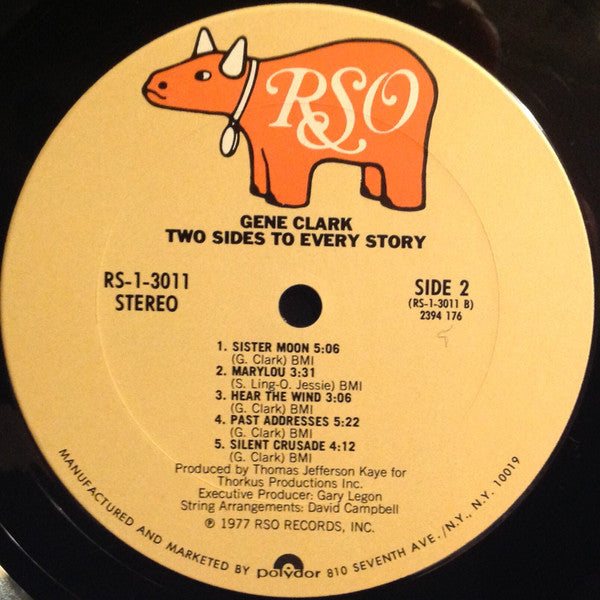 RSO
GENE CLARK
TWO SIDES TO EVERY STORY
RS-1-3011
STEREO
SIDE 2
(RS-1-3011 B)
2394 176
1. SISTER MOON 5:06
(G. Clark) BMI
2. MARYLOU 3:31
(S. Ling-O. Jessie) BMI
3. HEAR THE WIND 3:06
(G. Clark) BMI
4. PAST ADDRESSES 5:22
(G. Clark) BMI
5. SILENT CRUSADE 4:12
(G. Clark) BMI
Produced by Thomas Jefferson Kaye for
Thorkus Productions Inc.
Executive Producer: Gary Legon
String Arrangements: David Campbell
℗ 1977 RSO RECORDS, INC.
MANUFACTURED AND MARKETED BY polydor 810 SEVENTH AVE./N.Y., N.Y. 10019